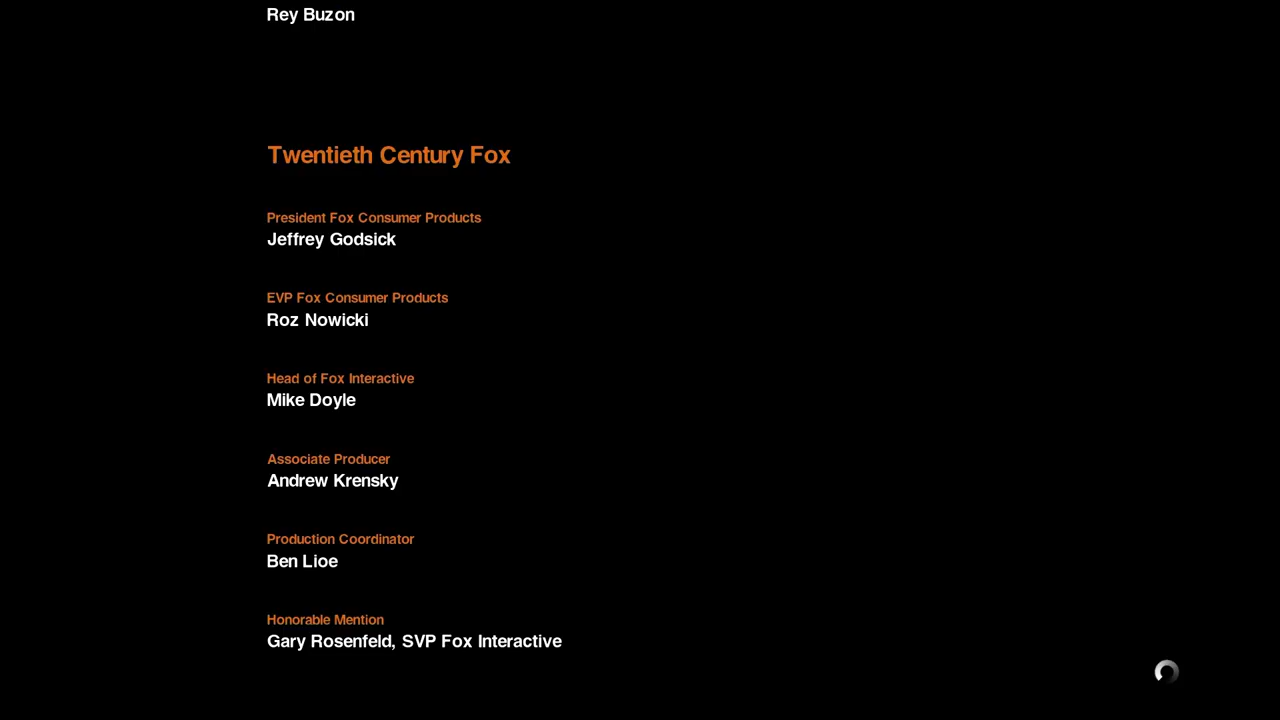 Rey Buzon
Twentieth Century Fox
President Fox Consumer Products
Jeffrey Godsick
EVP Fox Consumer Products
Roz Nowicki
Head of Fox Interactive
Mike Doyle
Associate Producer
Andrew Krensky
Production Coordinator
Ben Lioe
Honorable Mention
Gary Rosenfeld, SVP Fox Interactive